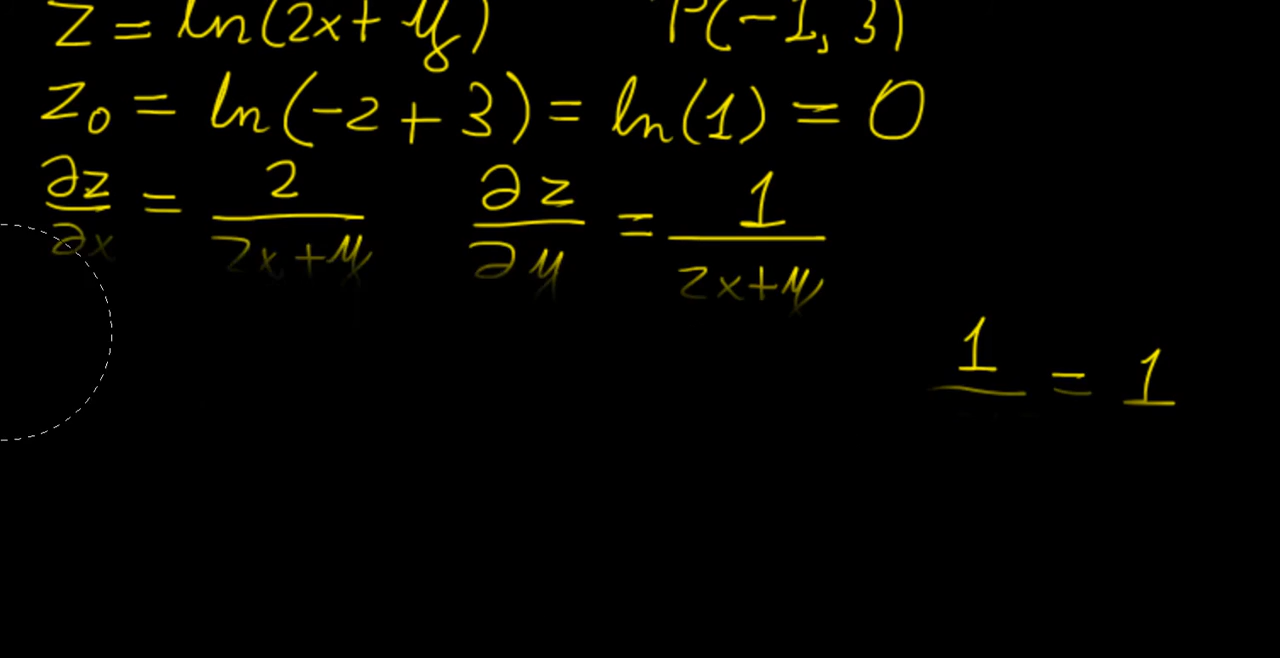 z = ln(2x + y) P(-1, 3)
z₀ = ln(-2 + 3) = ln(1) = 0
∂z/∂x = 2/(2x+y) ∂z/∂y = 1/(2x+y)
1 = 1